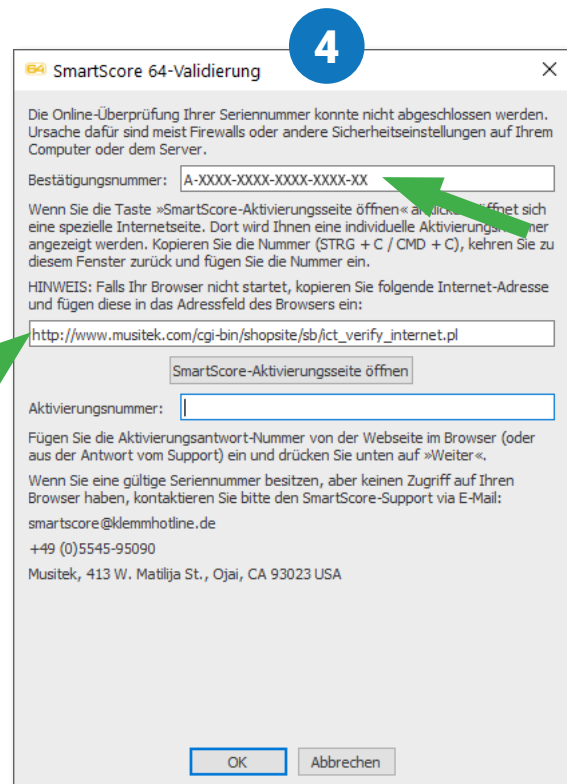 4
64 SmartScore 64-Validierung
Die Online-Überprüfung Ihrer Seriennummer konnte nicht abgeschlossen werden.
Ursache dafür sind meist Firewalls oder andere Sicherheitseinstellungen auf Ihrem
Computer oder dem Server.
Bestätigungsnummer: A-XXXX-XXXX-XXXX-XXXX-XX
Wenn Sie die Taste »SmartScore-Aktivierungsseite öffnen« öffnet sich
eine spezielle Internetseite. Dort wird Ihnen eine individuelle
angezeigt werden. Kopieren Sie die Nummer (STRG + C / CMD + C), kehren Sie zu
diesem Fenster zurück und fügen Sie die Nummer ein.
HINWEIS: Falls Ihr Browser nicht startet, kopieren Sie folgende Internet-Adresse
und fügen diese in das Adressfeld des Browsers ein:
http://www.musitek.com/cgi-bin/shopsite/sb/ict_verify_internet.pl
SmartScore-Aktivierungsseite öffnen
Aktivierungsnummer:
Fügen Sie die Aktivierungsantwort-Nummer von der Webseite im Browser (oder
aus der Antwort vom Support) ein und drücken Sie unten auf »Weiter«.
Wenn Sie eine gültige Seriennummer besitzen, aber keinen Zugriff auf Ihren
Browser haben, kontaktieren Sie bitte den SmartScore-Support via E-Mail:
smartscore@klemmhotline.de
+49 (0)5545-95090
Musitek, 413 W. Matilija St., Ojai, CA 93023 USA
OK Abbrechen